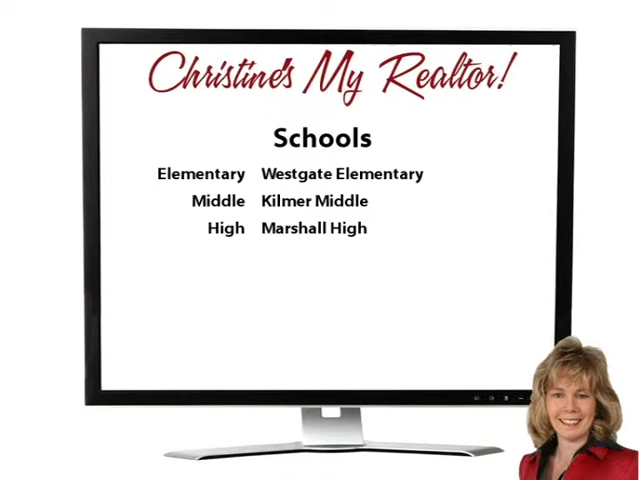 Christine's My Realtor!
Schools
Elementary Westgate Elementary
Middle Kilmer Middle
High Marshall High